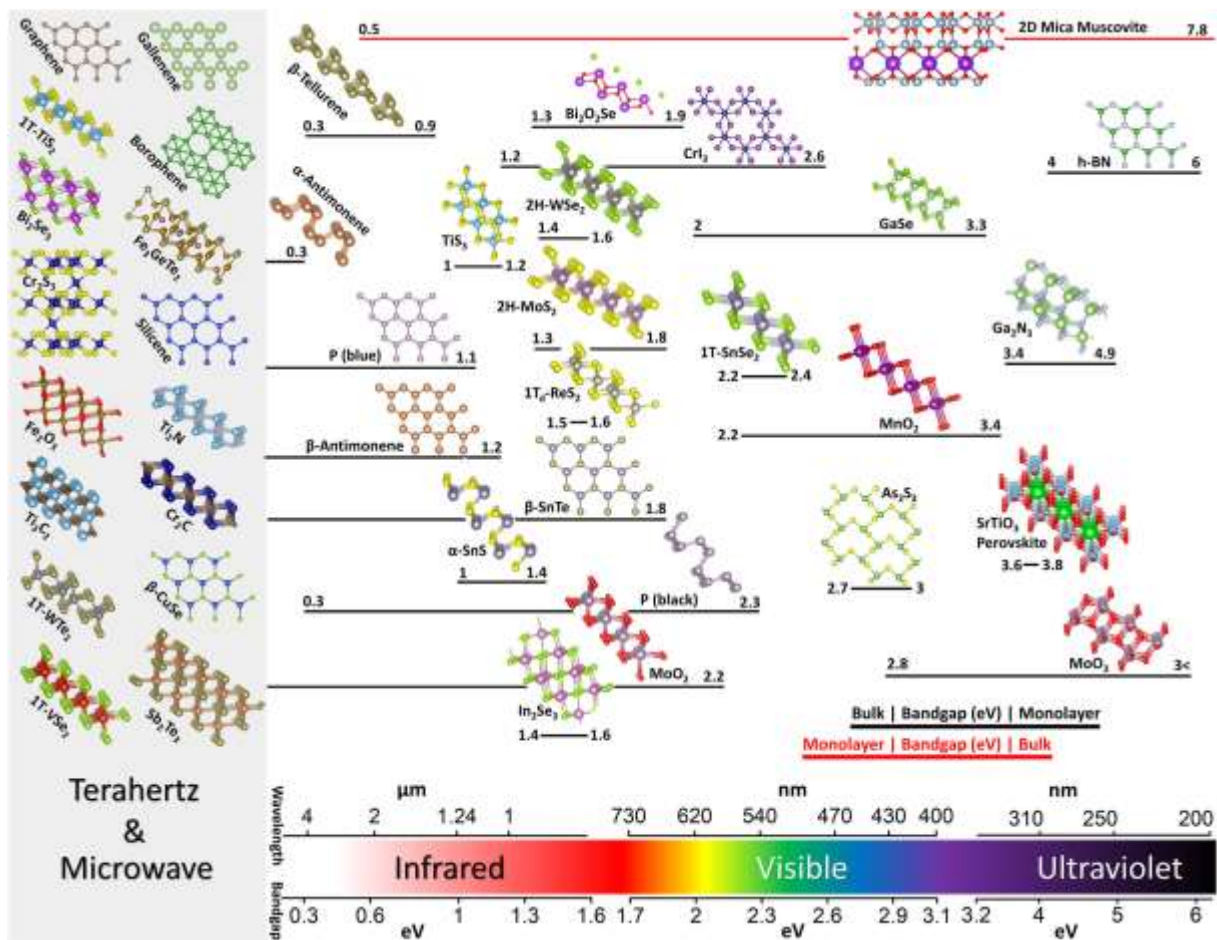 Graphene
Gallenene
1T-TiS₂
Borophene
Bi₂Se₃
Fe₃GeTe₂
Cr₂S₃
Silicene
Fe₂O₃
Ti₂N
Ti₃C₂
Cr₂C
1T-WTe₂
β-CuSe
1T-VSe₂
Sb₂Te₃
Terahertz
&
Microwave
0.5
2D Mica Muscovite
7.8
β-Tellurene
0.3
0.9
Bi₂O₂Se
1.3
1.9
CrI₃
1.2
2.6
h-BN
4
6
α-Antimonene
0.3
TiS₃
1
1.2
2H-WSe₂
1.4
1.6
GaSe
2
3.3
2H-MoS₂
1.3
1.8
P (blue)
1.1
1T-SnSe₂
2.2
2.4
Ga₂N₃
3.4
4.9
1Td-ReS₂
1.5
1.6
MnO₂
2.2
3.4
β-Antimonene
1.2
β-SnTe
1.8
As₂S₃
2.7
3
SrTiO₃
Perovskite
3.6
3.8
α-SnS
1
1.4
P (black)
0.3
2.3
MoO₂
2.2
MoO₃
2.8
3<
In₂Se₃
1.4
1.6
Bulk | Bandgap (eV) | Monolayer
Monolayer | Bandgap (eV) | Bulk
Wavelength
μm
nm
nm
4 2 1.24 1 730 620 540 470 430 400 310 250 200
Infrared
Visible
Ultraviolet
Bandgap
0.3 0.6 1 1.3 1.6 1.7 2 2.3 2.6 2.9 3.1 3.2 4 5 6
eV
eV
eV